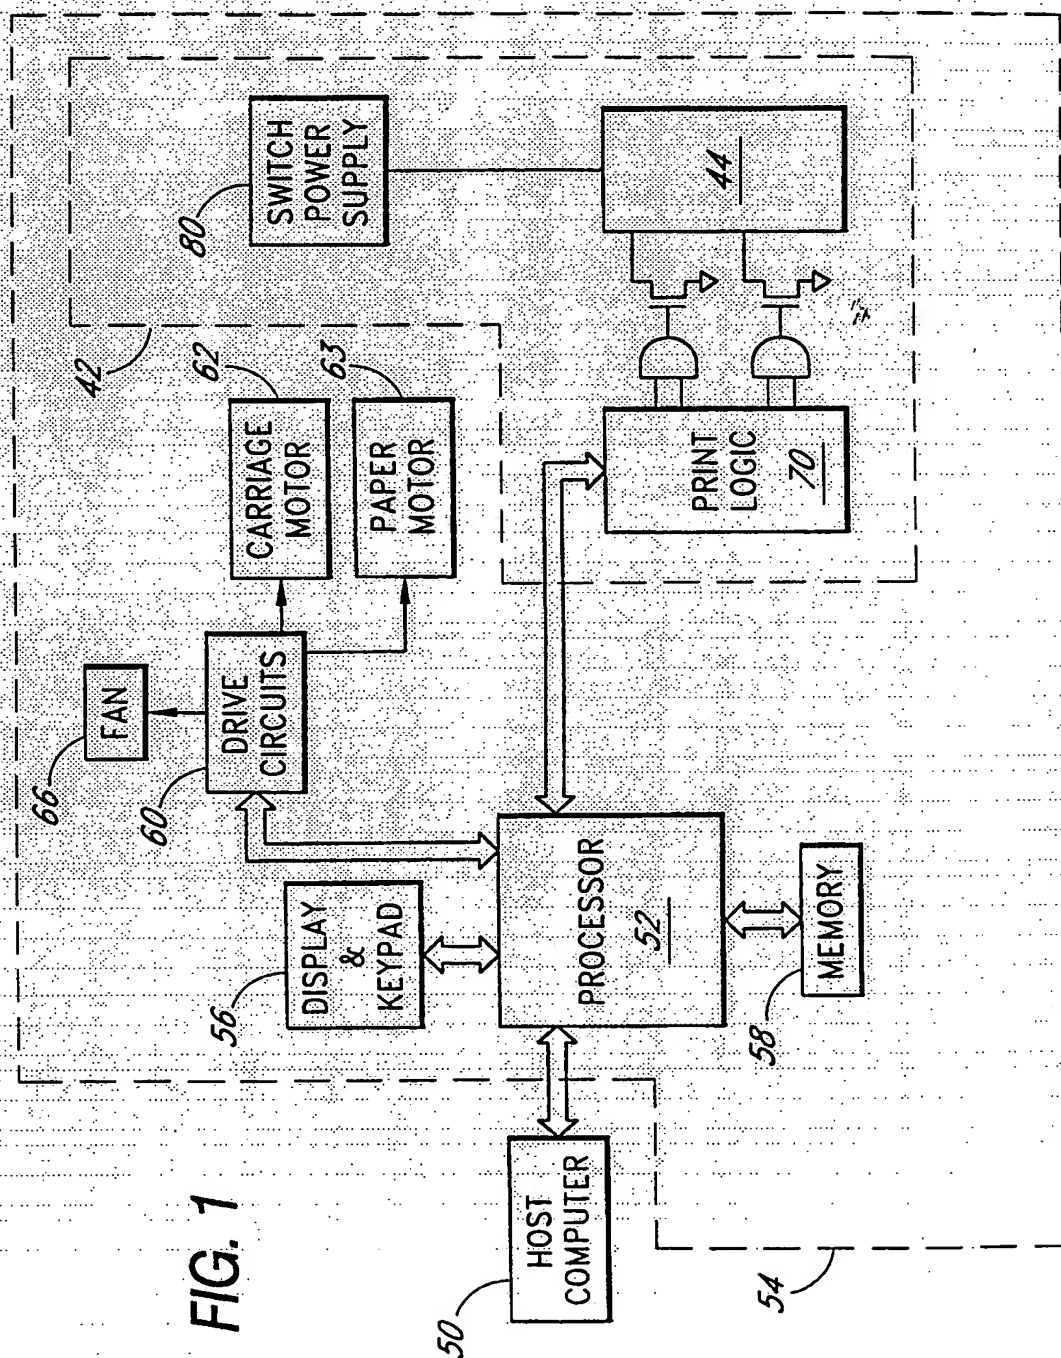 FIG. 1
50
HOST
COMPUTER
54
56
DISPLAY
&
KEYPAD
PROCESSOR
52
58
MEMORY
66
FAN
60
DRIVE
CIRCUITS
62
CARRIAGE
MOTOR
63
PAPER
MOTOR
42
80
SWITCH
POWER
SUPPLY
PRINT
LOGIC
70
44